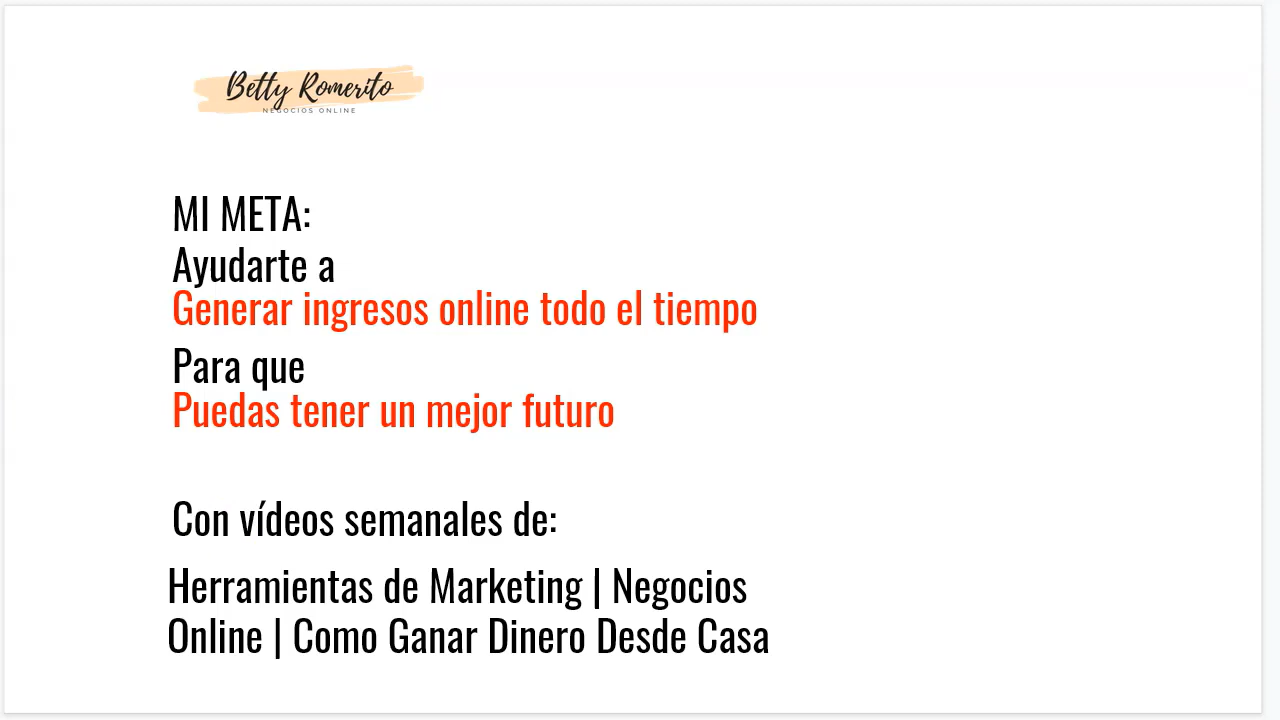 Betty Romerito
NEGOCIOS ONLINE
MI META:
Ayudarte a
Generar ingresos online todo el tiempo
Para que
Puedas tener un mejor futuro
Con vídeos semanales de:
Herramientas de Marketing | Negocios
Online | Como Ganar Dinero Desde Casa